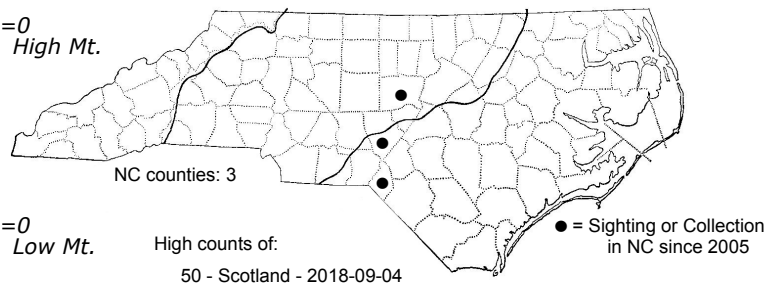 =0
High Mt.
NC counties: 3
=0
Low Mt.
High counts of:
50 - Scotland - 2018-09-04
● = Sighting or Collection
in NC since 2005